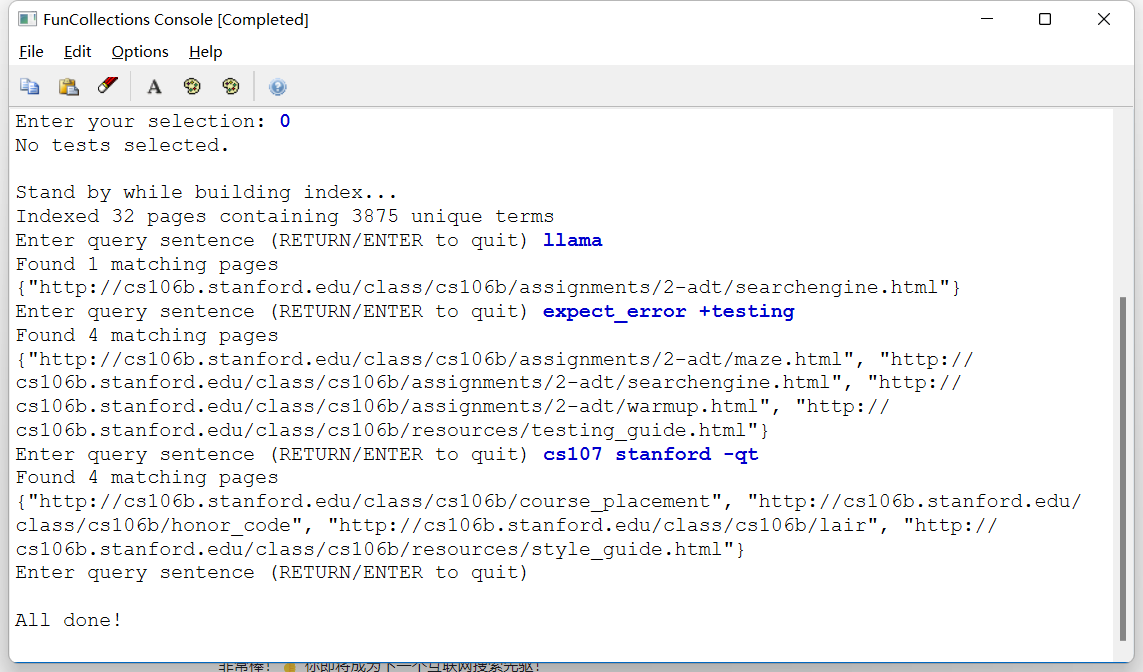 FunCollections Console [Completed]
File Edit Options Help
A
Enter your selection: 0
No tests selected.
Stand by while building index...
Indexed 32 pages containing 3875 unique terms
Enter query sentence (RETURN/ENTER to quit) llama
Found 1 matching pages
{"http://cs106b.stanford.edu/class/cs106b/assignments/2-adt/searchengine.html"}
Enter query sentence (RETURN/ENTER to quit) expect_error +testing
Found 4 matching pages
{"http://cs106b.stanford.edu/class/cs106b/assignments/2-adt/maze.html", "http://
cs106b.stanford.edu/class/cs106b/assignments/2-adt/searchengine.html", "http://
cs106b.stanford.edu/class/cs106b/assignments/2-adt/warmup.html", "http://
cs106b.stanford.edu/class/cs106b/resources/testing_guide.html"}
Enter query sentence (RETURN/ENTER to quit) cs107 stanford -qt
Found 4 matching pages
{"http://cs106b.stanford.edu/class/cs106b/course_placement", "http://cs106b.stanford.edu/
class/cs106b/honor_code", "http://cs106b.stanford.edu/class/cs106b/lair", "http://
cs106b.stanford.edu/class/cs106b/resources/style_guide.html"}
Enter query sentence (RETURN/ENTER to quit)
All done!
非常棒! 你即将成为下一个互联网搜索先驱!